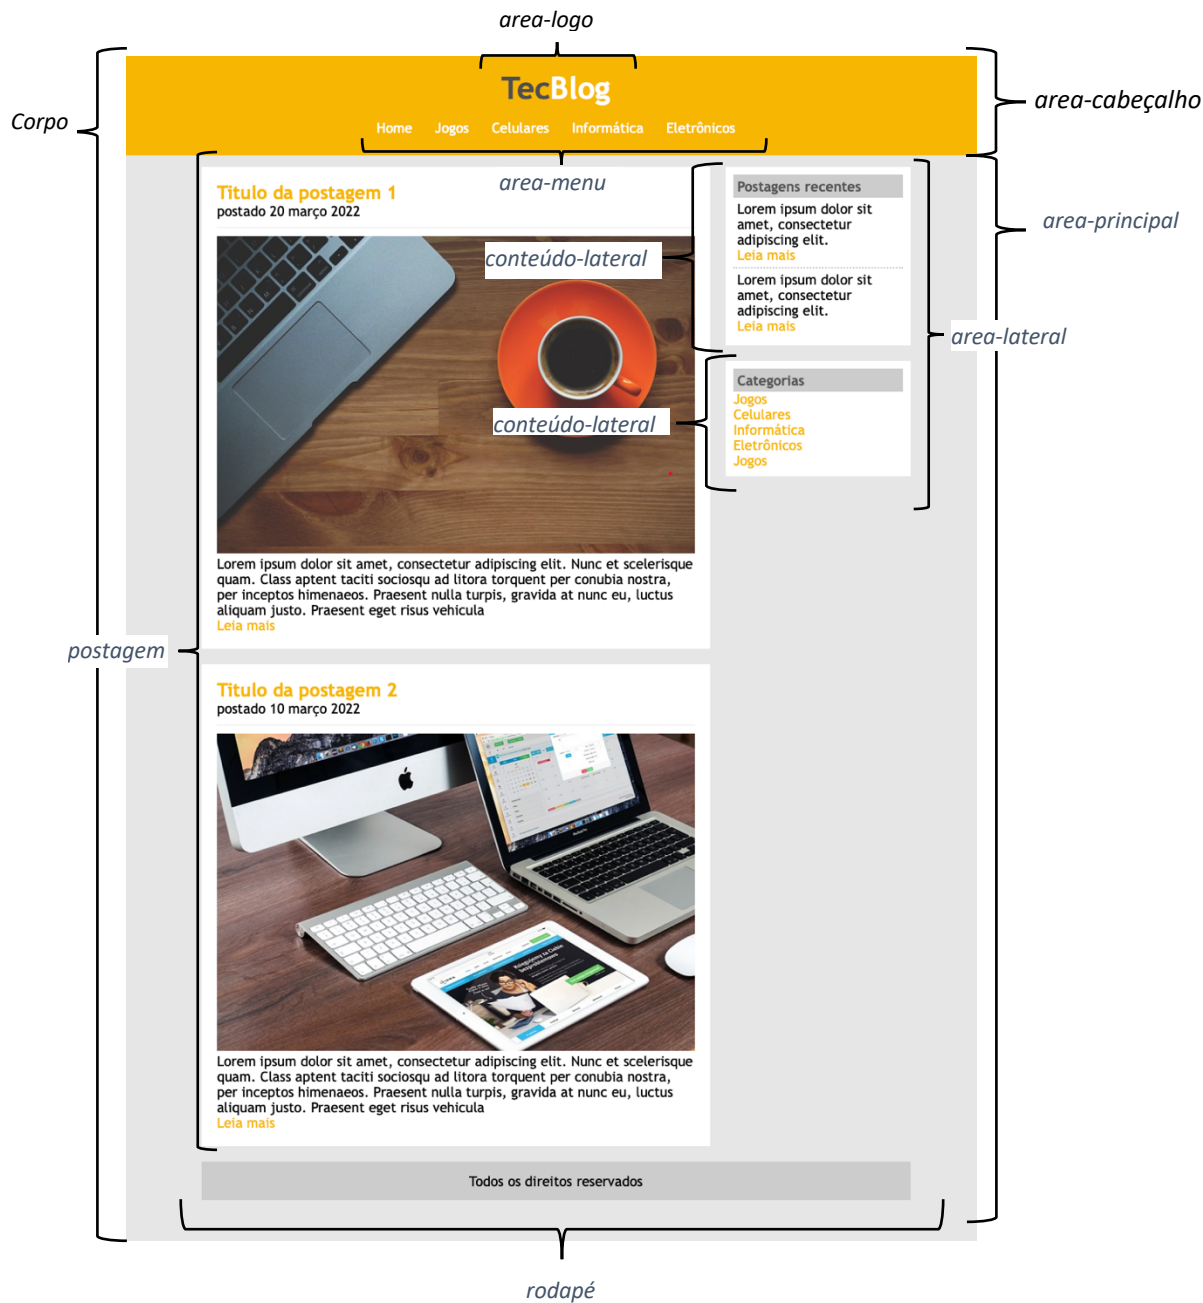 area-logo
TecBlog
area-cabeçalho
Corpo
Home Jogos Celulares Informática Eletrônicos
area-menu
Titulo da postagem 1
postado 20 março 2022
conteúdo-lateral
Postagens recentes
Lorem ipsum dolor sit
amet, consectetur
adipiscing elit.
Leia mais
Lorem ipsum dolor sit
amet, consectetur
adipiscing elit.
Leia mais
area-principal
area-lateral
conteúdo-lateral
Categorias
Jogos
Celulares
Informática
Eletrônicos
Jogos
Lorem ipsum dolor sit amet, consectetur adipiscing elit. Nunc et scelerisque
quam. Class aptent taciti sociosqu ad litora torquent per conubia nostra,
per inceptos himenaeos. Praesent nulla turpis, gravida at nunc eu, luctus
aliquam justo. Praesent eget risus vehicula
Leia mais
postagem
Titulo da postagem 2
postado 10 março 2022
Lorem ipsum dolor sit amet, consectetur adipiscing elit. Nunc et scelerisque
quam. Class aptent taciti sociosqu ad litora torquent per conubia nostra,
per inceptos himenaeos. Praesent nulla turpis, gravida at nunc eu, luctus
aliquam justo. Praesent eget risus vehicula
Leia mais
Todos os direitos reservados
rodapé